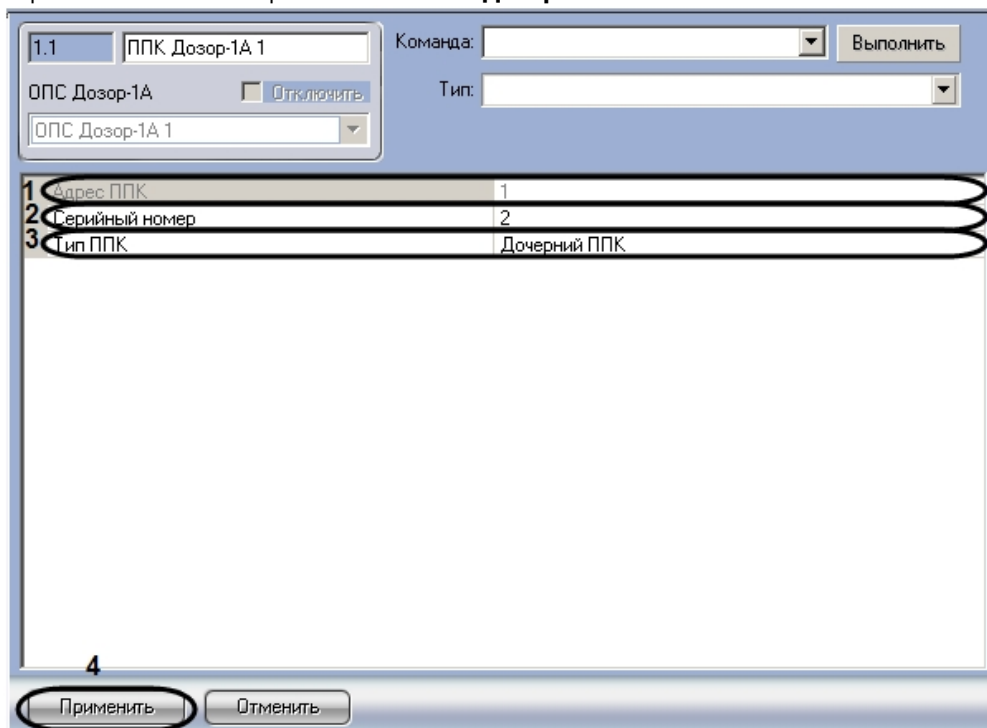 1.1 ППК Дозор-1А 1 Команда: Выполнить
ОПС Дозор-1А Отключить Тип:
ОПС Дозор-1А 1
1 Адрес ППК 1
2 Серийный номер 2
3 Тип ППК Дочерний ППК
4
Применить Отменить